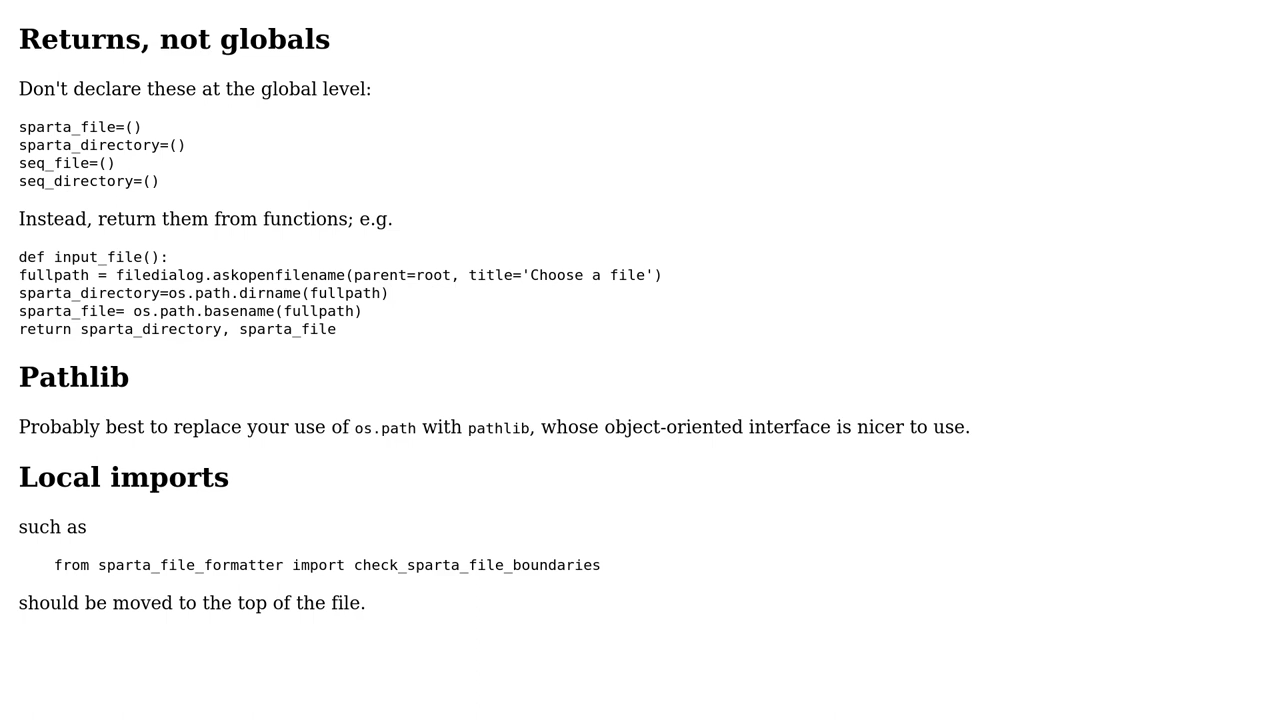 Returns, not globals
Don't declare these at the global level:
sparta_file=()
sparta_directory=()
seq_file=()
seq_directory=()
Instead, return them from functions; e.g.
def input_file():
fullpath = filedialog.askopenfilename(parent=root, title='Choose a file')
sparta_directory=os.path.dirname(fullpath)
sparta_file= os.path.basename(fullpath)
return sparta_directory, sparta_file
Pathlib
Probably best to replace your use of os.path with pathlib, whose object-oriented interface is nicer to use.
Local imports
such as
    from sparta_file_formatter import check_sparta_file_boundaries
should be moved to the top of the file.